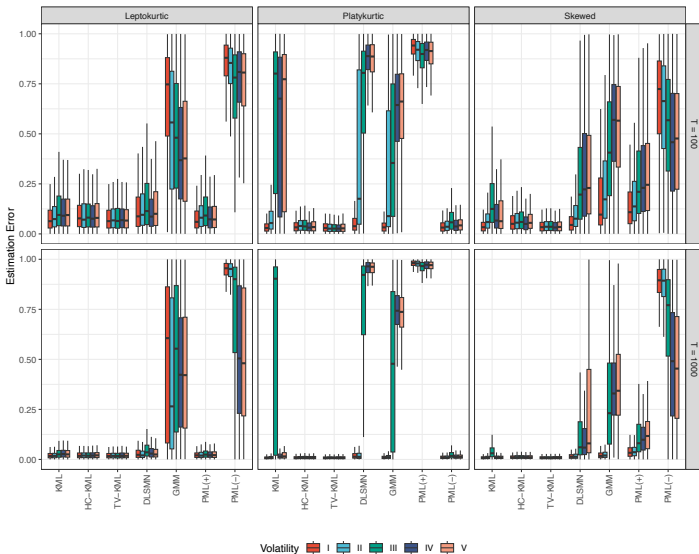 Leptokurtic
Platykurtic
Skewed
1.00
0.75
0.50
0.25
0.00
T = 100
Estimation Error
1.00
0.75
0.50
0.25
0.00
T = 1000
KML
HC−KML
TV−KML
DLSMN
GMM
PML(+)
PML(−)
KML
HC−KML
TV−KML
DLSMN
GMM
PML(+)
PML(−)
KML
HC−KML
TV−KML
DLSMN
GMM
PML(+)
PML(−)
Volatility I II III IV V